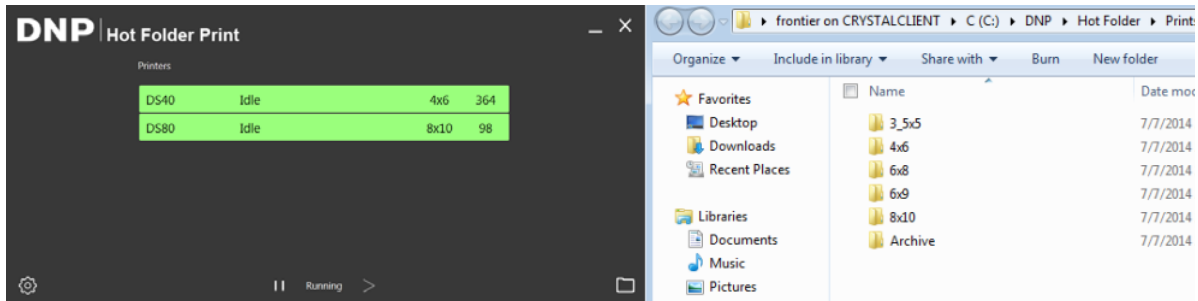 DNP Hot Folder Print
Printers
DS40 Idle 4x6 364
DS80 Idle 8x10 98
Running
frontier on CRYSTALCLIENT C (C:) DNP Hot Folder Prints
Organize Include in library Share with Burn New folder
Name Date mod
Favorites
Desktop
Downloads
Recent Places
Libraries
Documents
Music
Pictures
3_5x5 7/7/2014
4x6 7/7/2014
6x8 7/7/2014
6x9 7/7/2014
8x10 7/7/2014
Archive 7/7/2014